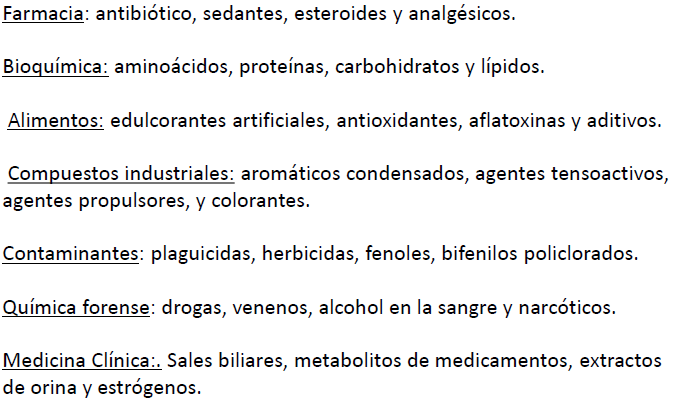 Farmacia: antibiótico, sedantes, esteroides y analgésicos.
Bioquímica: aminoácidos, proteínas, carbohidratos y lípidos.
Alimentos: edulcorantes artificiales, antioxidantes, aflatoxinas y aditivos.
Compuestos industriales: aromáticos condensados, agentes tensoactivos,
agentes propulsores, y colorantes.
Contaminantes: plaguicidas, herbicidas, fenoles, bifenilos policlorados.
Química forense: drogas, venenos, alcohol en la sangre y narcóticos.
Medicina Clínica:. Sales biliares, metabolitos de medicamentos, extractos
de orina y estrógenos.